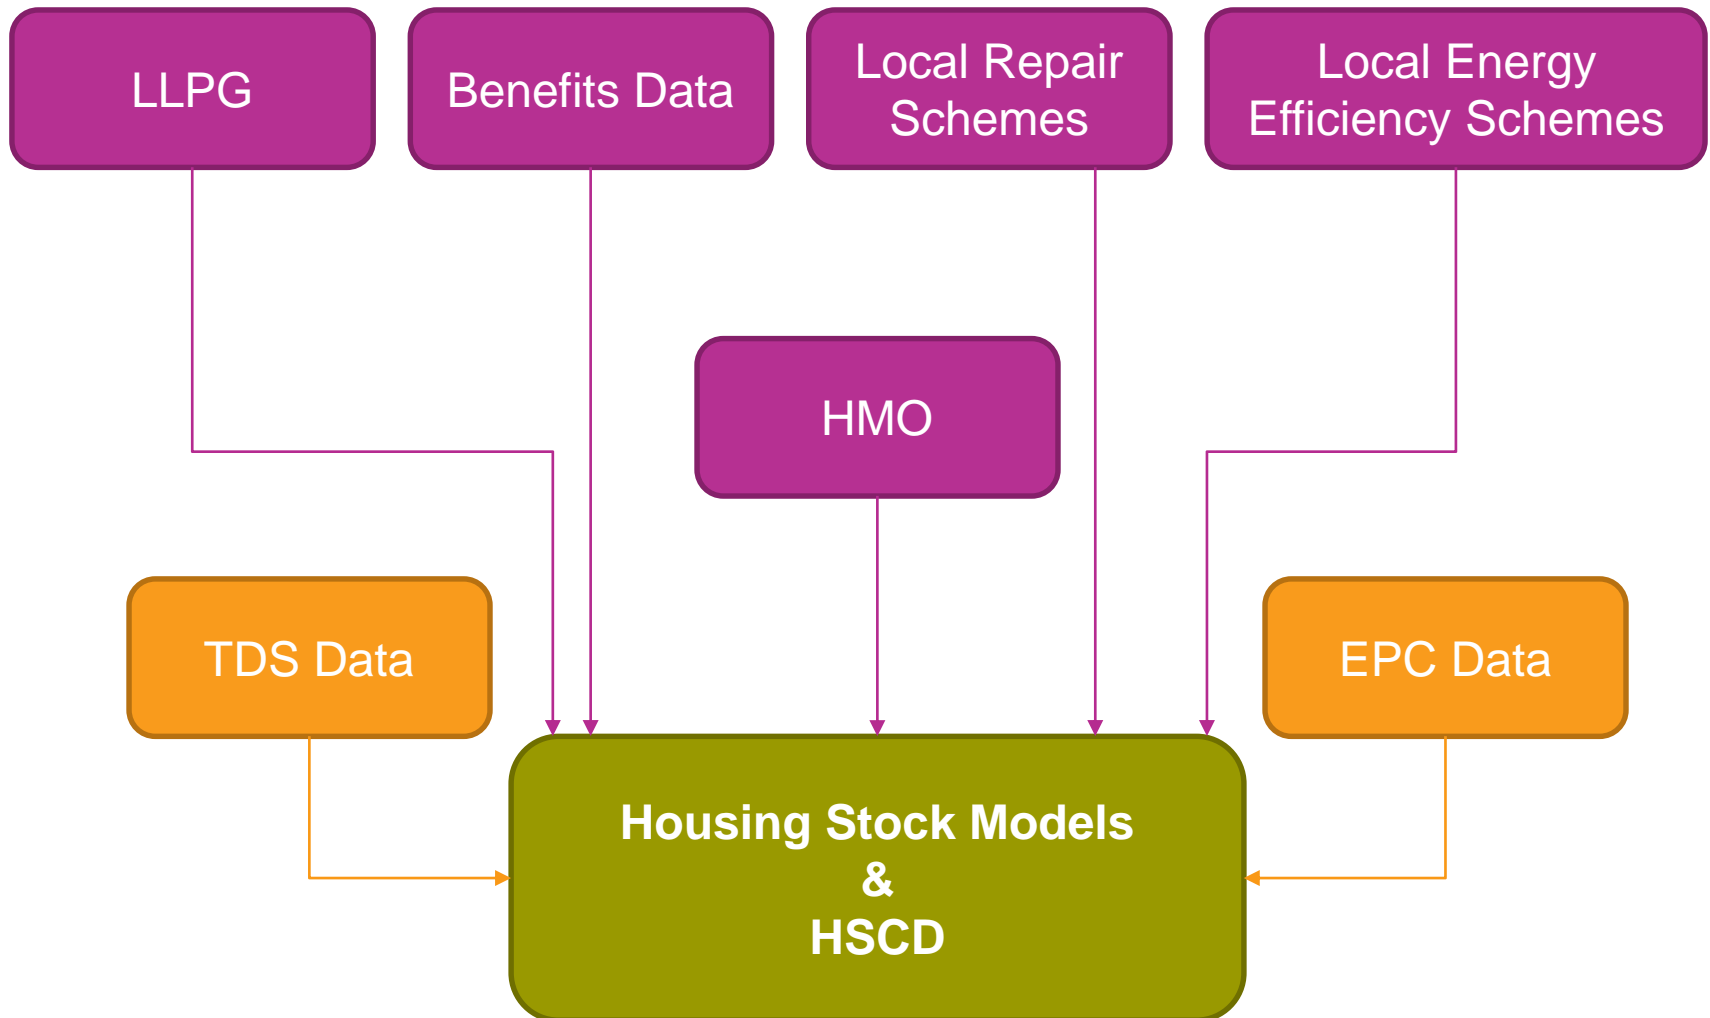 LLPG
Benefits Data
Local Repair
Schemes
Local Energy
Efficiency Schemes
HMO
TDS Data
EPC Data
Housing Stock Models
&
HSCD